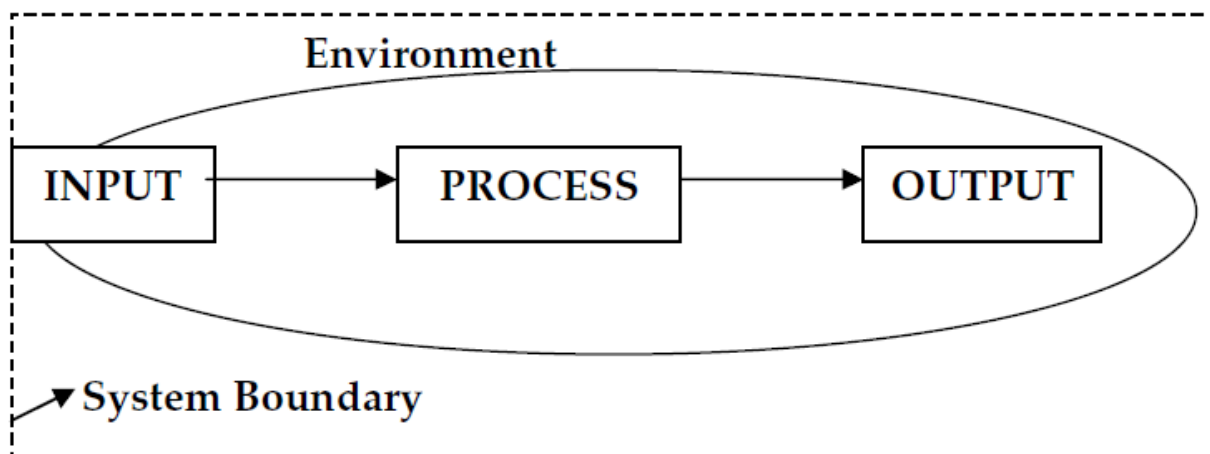 Environment
INPUT
PROCESS
OUTPUT
System Boundary